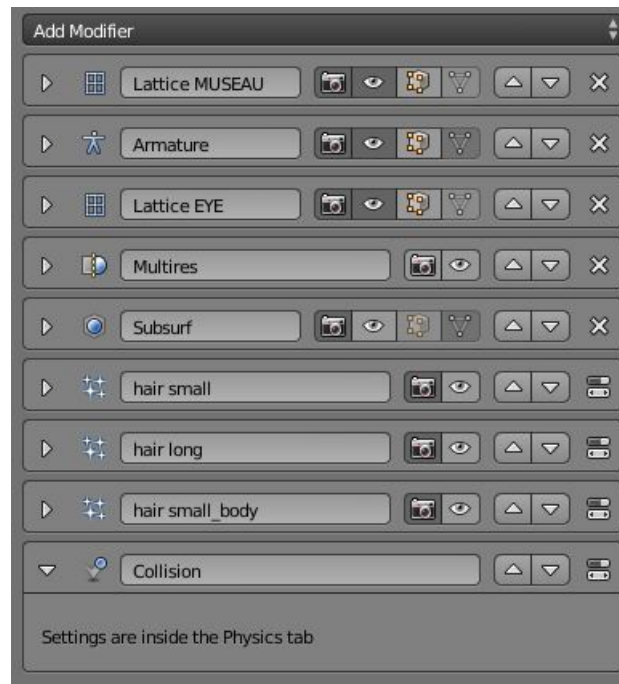 Add Modifier
Lattice MUSEAU
Armature
Lattice EYE
Multires
Subsurf
hair small
hair long
hair small_body
Collision
Settings are inside the Physics tab